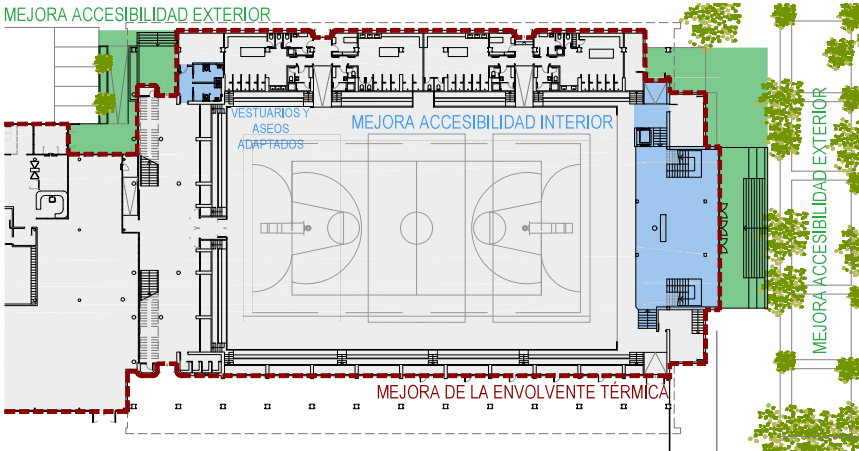 MEJORA ACCESIBILIDAD EXTERIOR
VESTUARIOS Y
ASEOS
ADAPTADOS
MEJORA ACCESIBILIDAD INTERIOR
MEJORA ACCESIBILIDAD EXTERIOR
MEJORA DE LA ENVOLVENTE TÉRMICA